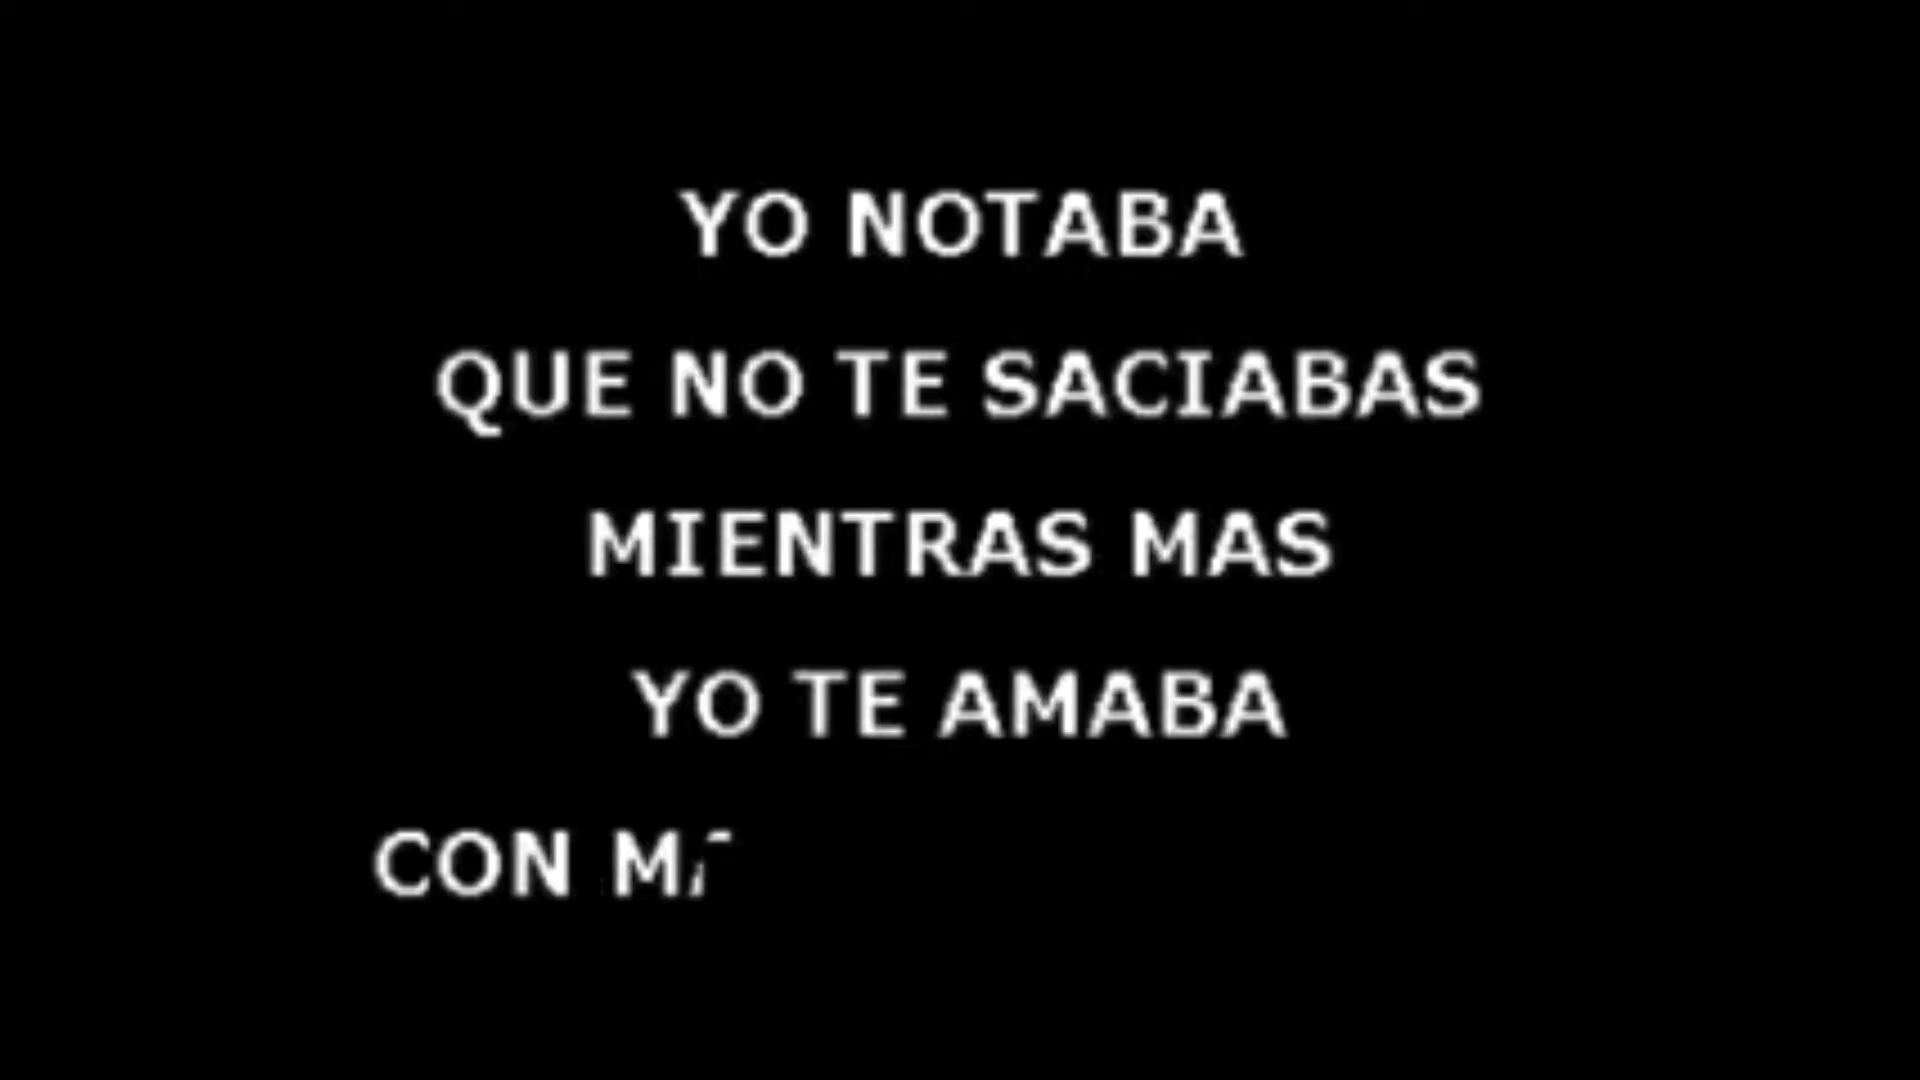 YO NOTABA
QUE NO TE SACIABAS
MIENTRAS MAS
YO TE AMABA
CON